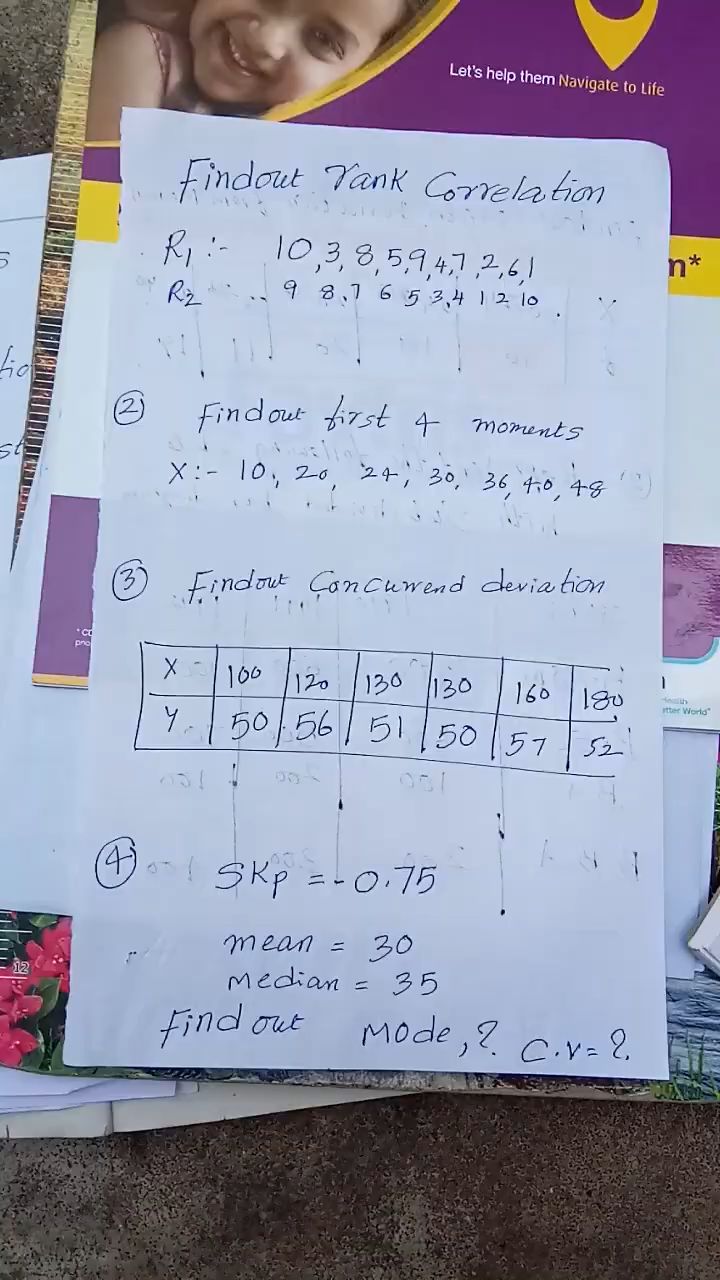 Let's help them Navigate to Life
Findout rank Correlation
R1 :- 10,3,8,5,9,4,7,2,6,1
R2 .. 9 8,7 6 5 3,4 1 2 10
m*
② Findout first 4 moments
X:- 10, 20, 24, 30, 36, 40, 48
③ Findout Concurrend deviation
X 100 120 130 130 160 180
Y 50 56 51 50 57 52
④ SKp = -0.75
mean = 30
median = 35
Find out Mode,? C.V=?
12